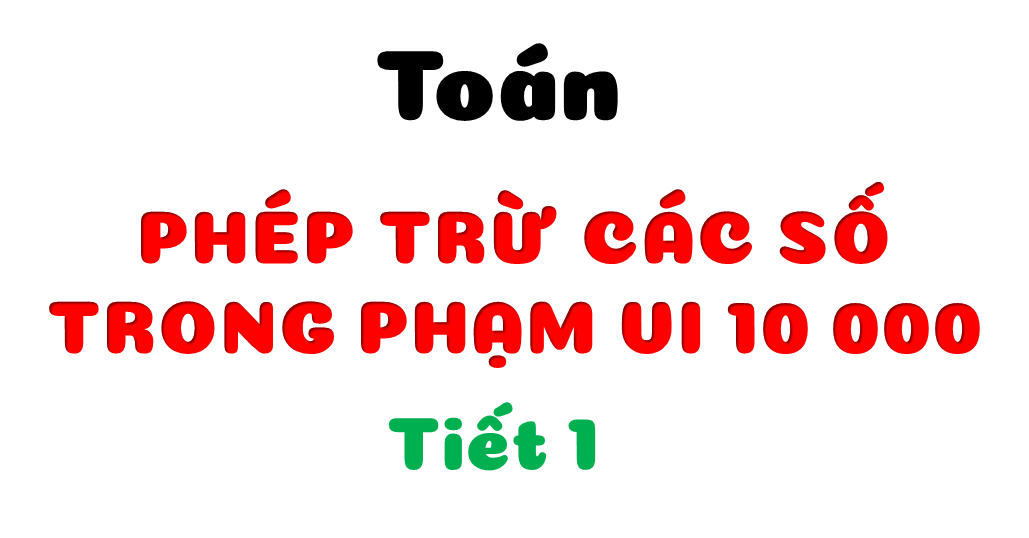 Toán
PHÉP TRỪ CÁC SỐ
TRONG PHẠM UI 10 000
Tiết 1